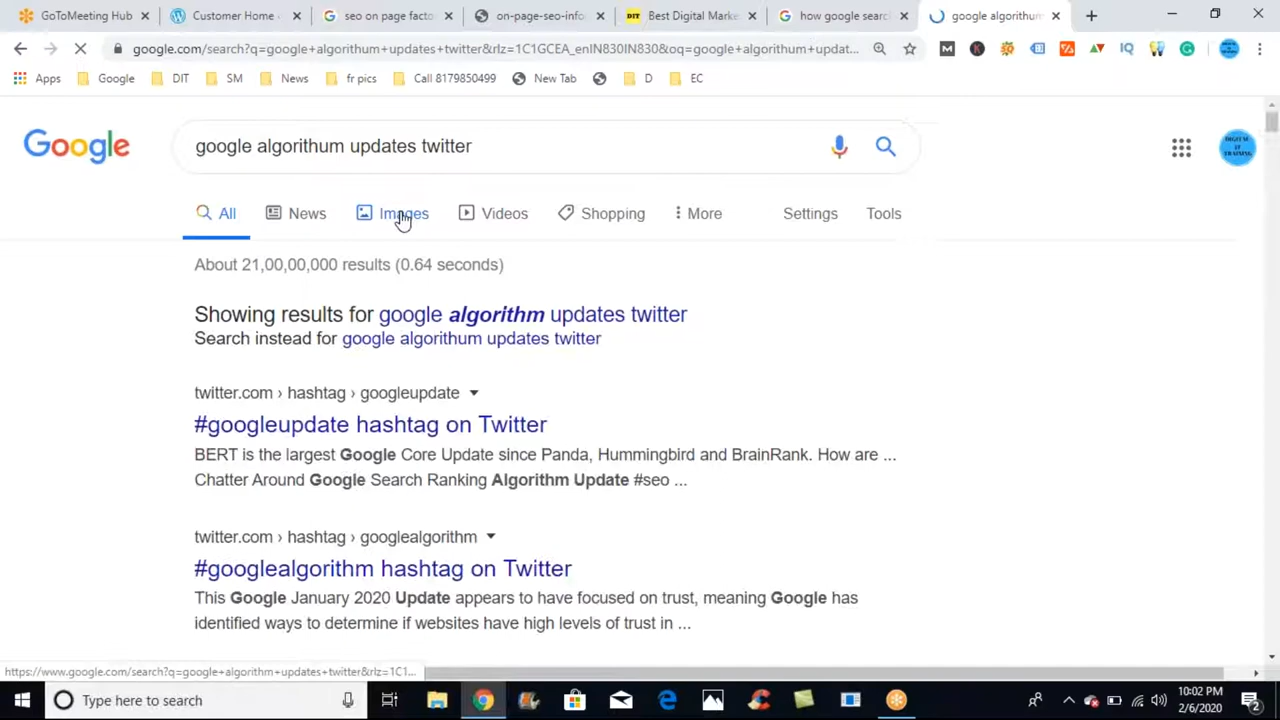 GoToMeeting Hub
Customer Home -
seo on page facto
on-page-seo-info
DIT Best Digital Marke
how google searc
google algorithum
google.com/search?q=google+algorithum+updates+twitter&rlz=1C1GCEA_enIN830IN830&oq=google+algorithum+updat...
Apps Google DIT SM News fr pics Call 8179850499 New Tab D EC
Google google algorithum updates twitter
DIGITAL IT TRAINING
All News Images Videos Shopping More Settings Tools
About 21,00,00,000 results (0.64 seconds)
Showing results for google algorithm updates twitter
Search instead for google algorithum updates twitter
twitter.com › hashtag › googleupdate
#googleupdate hashtag on Twitter
BERT is the largest Google Core Update since Panda, Hummingbird and BrainRank. How are ...
Chatter Around Google Search Ranking Algorithm Update #seo ...
twitter.com › hashtag › googlealgorithm
#googlealgorithm hashtag on Twitter
This Google January 2020 Update appears to have focused on trust, meaning Google has
identified ways to determine if websites have high levels of trust in ...
https://www.google.com/search?q=google+algorithm+updates+twitter&rlz=1C1...
Type here to search
10:02 PM
2/6/2020
2